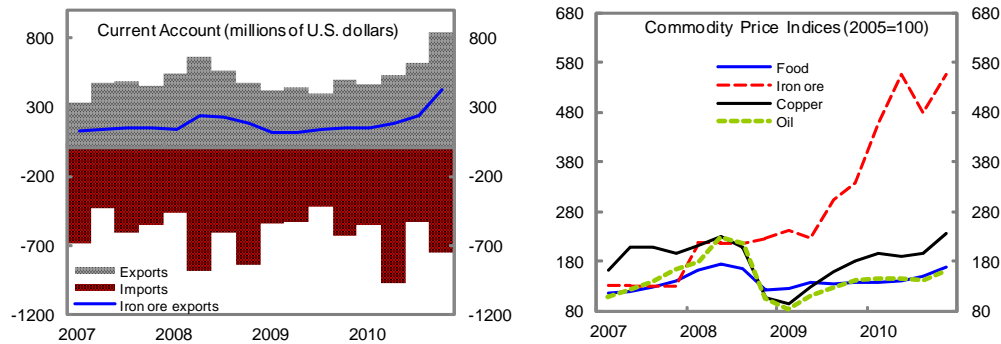 Current Account (millions of U.S. dollars)
800
300
-200
-700
-1200
800
300
-200
-700
-1200
Exports
Imports
Iron ore exports
2007 2008 2009 2010
Commodity Price Indices (2005=100)
680
580
480
380
280
180
80
680
580
480
380
280
180
80
Food
Iron ore
Copper
Oil
2007 2008 2009 2010